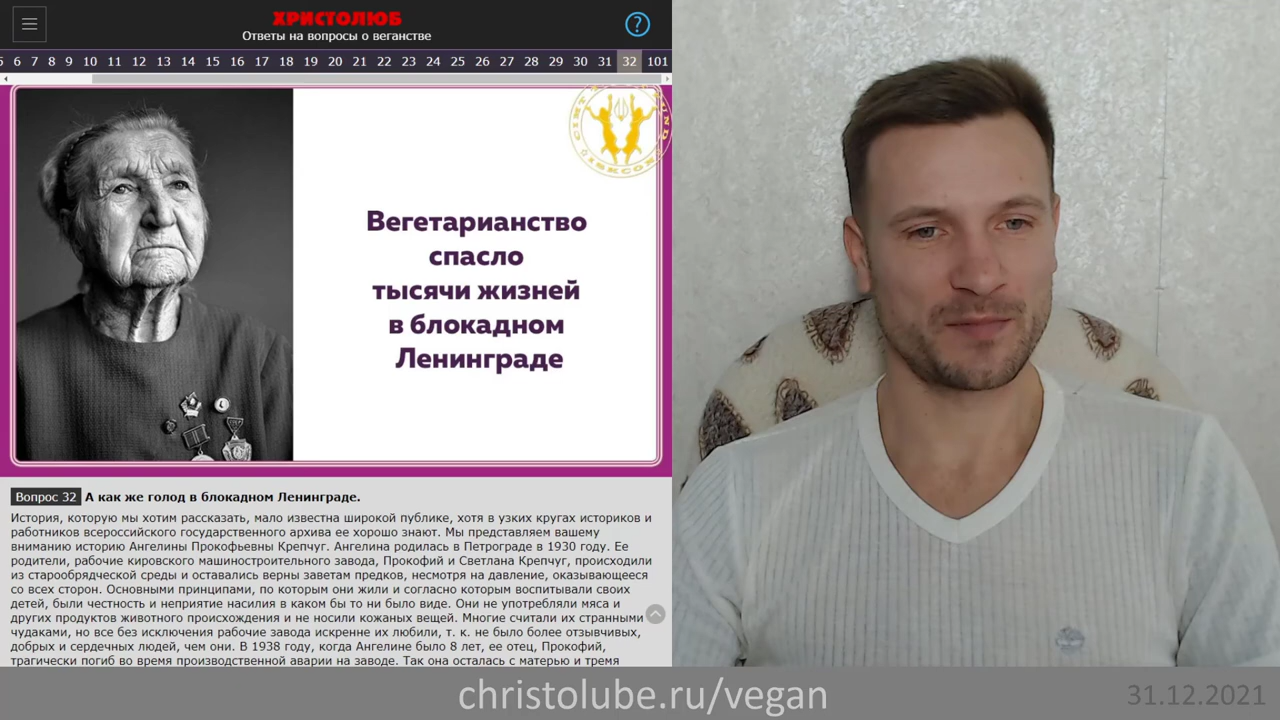 ХРИСТОЛЮБ
Ответы на вопросы о веганстве
6 7 8 9 10 11 12 13 14 15 16 17 18 19 20 21 22 23 24 25 26 27 28 29 30 31 32 101
Вегетарианство
спасло
тысячи жизней
в блокадном
Ленинграде
Вопрос 32 А как же голод в блокадном Ленинграде.
История, которую мы хотим рассказать, мало известна широкой публике, хотя в узких кругах историков и
работников всероссийского государственного архива ее хорошо знают. Мы представляем вашему
вниманию историю Ангелины Прокофьевны Крепчуг. Ангелина родилась в Петрограде в 1930 году. Ее
родители, рабочие кировского машиностроительного завода, Прокофий и Светлана Крепчуг, происходили
из старообрядческой среды и оставались верны заветам предков, несмотря на давление, оказывающееся
со всех сторон. Основными принципами, по которым они жили и согласно которым воспитывали своих
детей, были честность и неприятие насилия в каком бы то ни было виде. Они не употребляли мяса и
других продуктов животного происхождения и не носили кожаных вещей. Многие считали их странными
чудаками, но все без исключения рабочие завода искренне их любили, т. к. не было более отзывчивых,
добрых и сердечных людей, чем они. В 1938 году, когда Ангелине было 8 лет, ее отец, Прокофий,
трагически погиб во время производственной аварии на заводе. Так она осталась с матерью и тремя
christolube.ru/vegan
31.12.2021